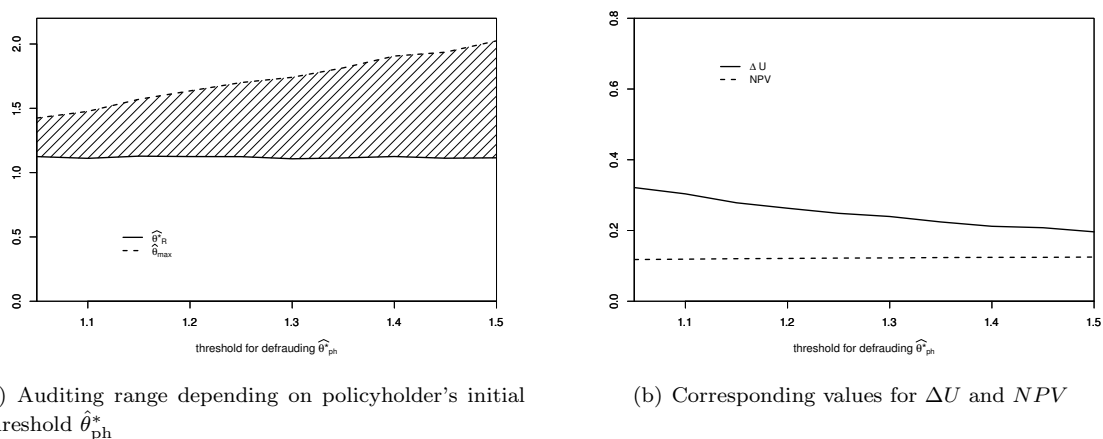 2.0
1.5
1.0
0.5
0.0
θ̂*R
θ̂max
1.1 1.2 1.3 1.4 1.5
threshold for defrauding θ̂*ph
0.8
0.6
0.4
0.2
0.0
Δ U
NPV
1.1 1.2 1.3 1.4 1.5
threshold for defrauding θ̂*ph
) Auditing range depending on policyholder's initial
reshold θ̂*ph
(b) Corresponding values for ΔU and NPV